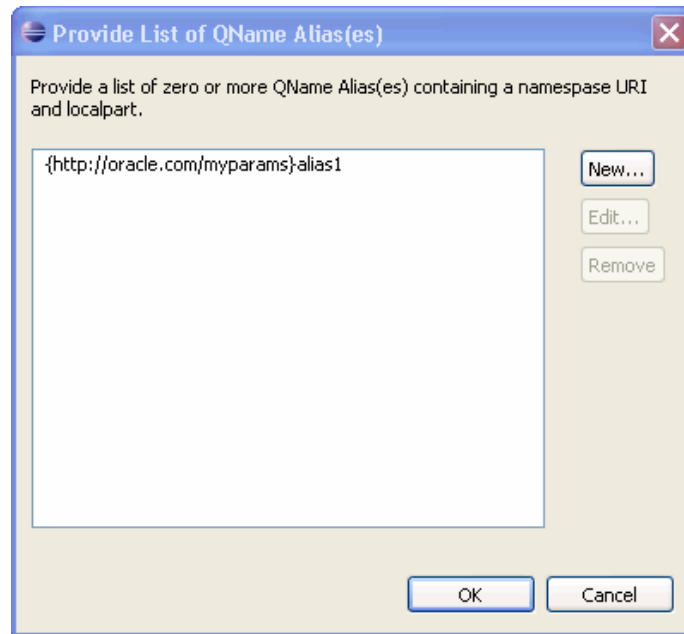 Provide List of QName Alias(es)
Provide a list of zero or more QName Alias(es) containing a namespase URI
and localpart.
{http://oracle.com/myparams}alias1
New...
Edit...
Remove
OK
Cancel